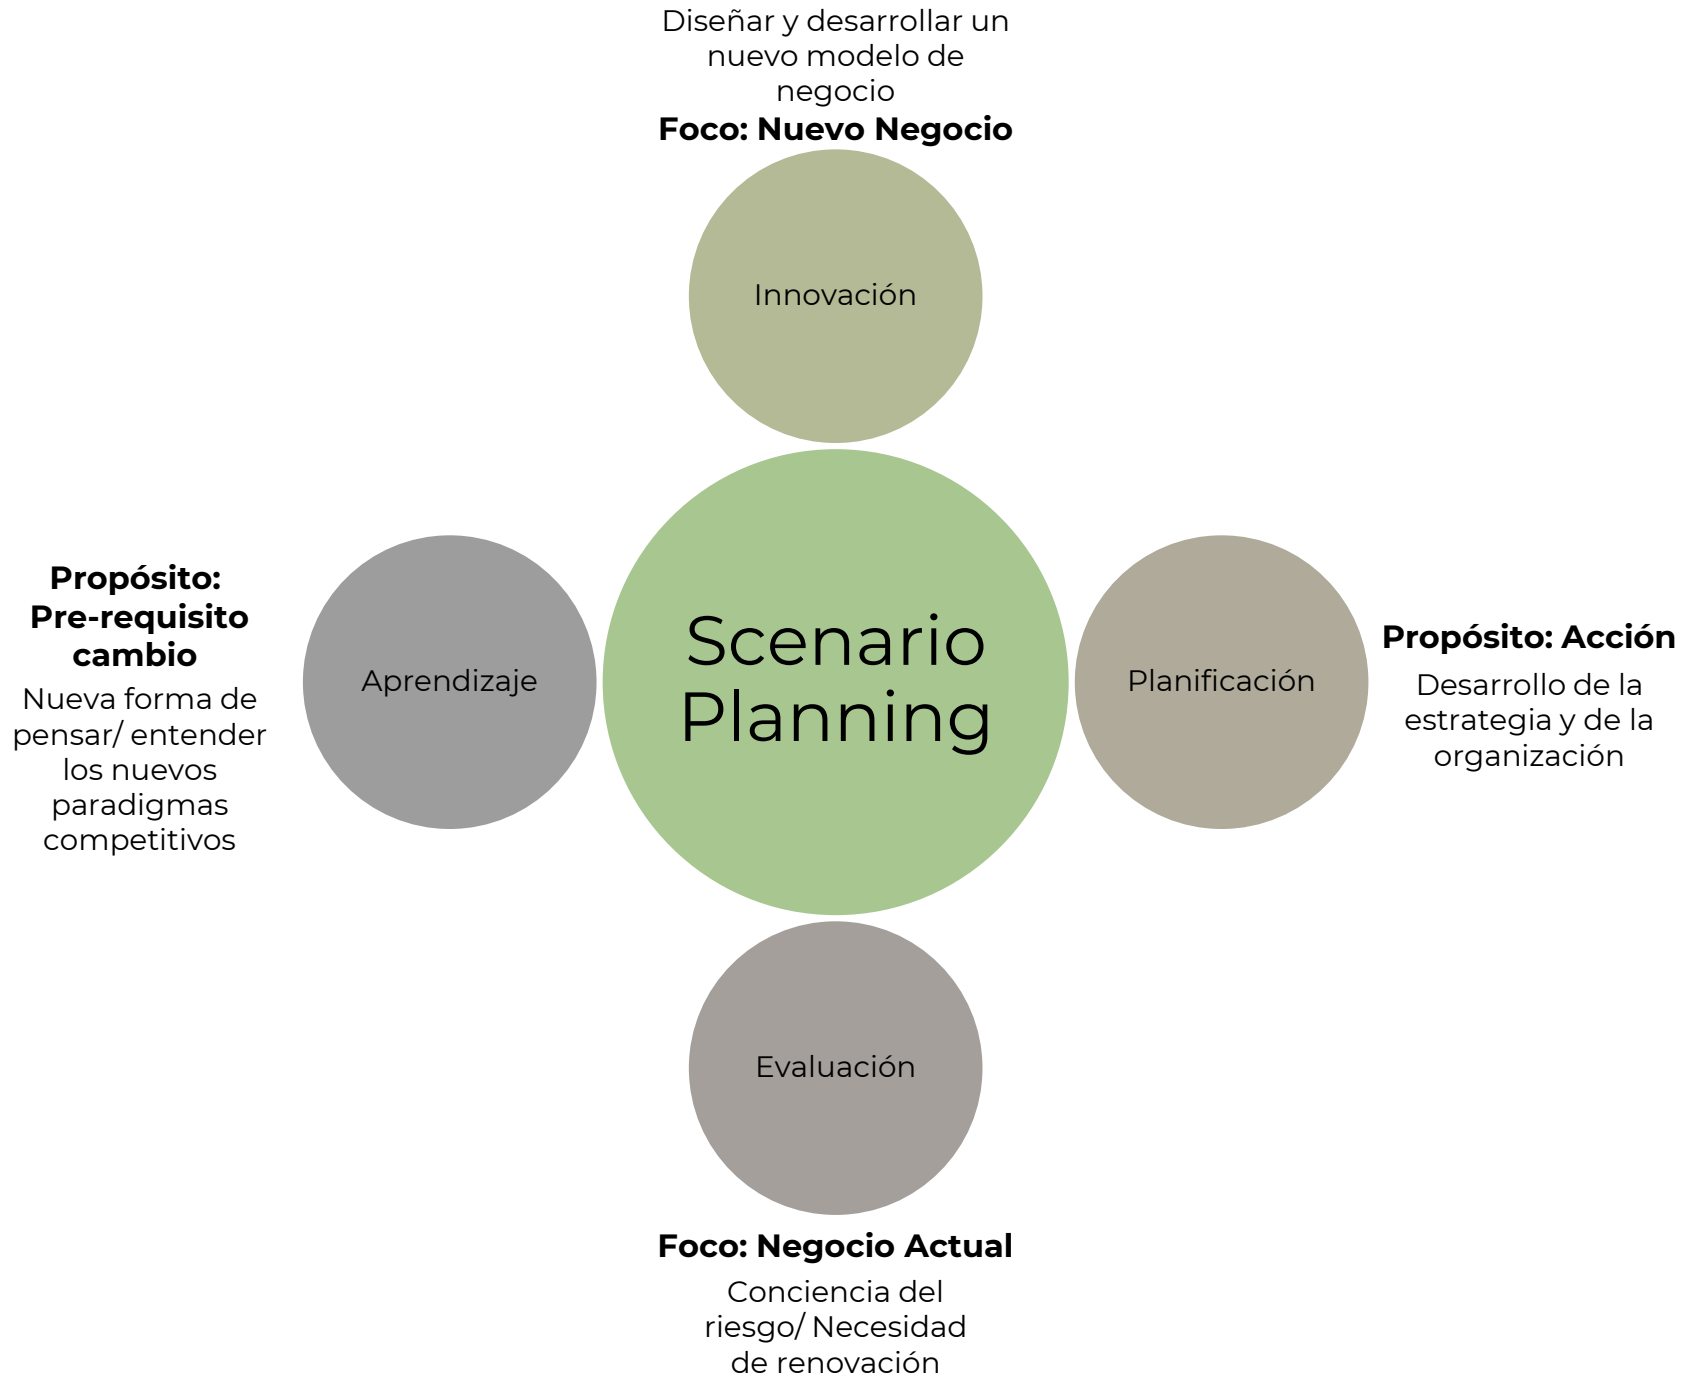 Diseñar y desarrollar un
nuevo modelo de
negocio
Foco: Nuevo Negocio
Innovación
Propósito:
Pre-requisito
cambio
Nueva forma de
pensar/ entender
los nuevos
paradigmas
competitivos
Aprendizaje
Scenario
Planning
Planificación
Propósito: Acción
Desarrollo de la
estrategia y de la
organización
Evaluación
Foco: Negocio Actual
Conciencia del
riesgo/ Necesidad
de renovación